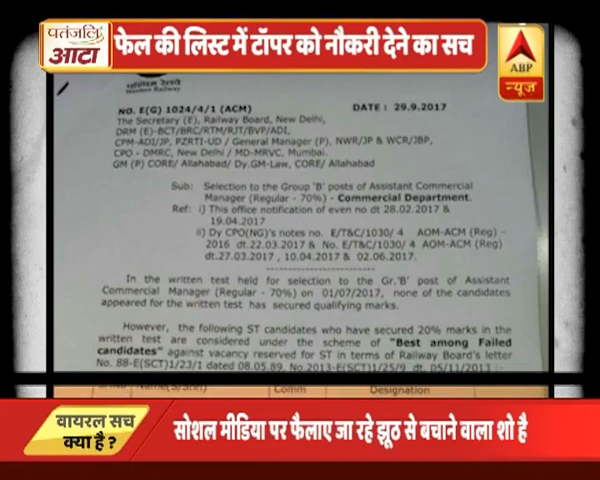 पतंजलि
आटा
फेल की लिस्ट में टॉपर को नौकरी देने का सच
ABP
न्यूज़
पश्चिम रेलवे
Western Railway
NO. E(G) 1024/4/1 (ACM) DATE : 29.9.2017
The Secretary (E), Railway Board, New Delhi,
DRM (E)-BCT/BRC/RTM/RJT/BVP/ADI,
CPM-ADI/JP, PZRTI-UD / General Manager (P), NWR/JP & WCR/JBP,
CPO - DMRC, New Delhi / MD-MRVC, Mumbai.
GM (P) CORE/ Allahabad/ Dy.GM-Law, CORE/ Allahabad
Sub: Selection to the Group 'B' posts of Assistant Commercial
Manager (Regular - 70%) - Commercial Department.
Ref: i) This office notification of even no dt 28.02.2017 &
19.04.2017
ii) Dy CPO(NG)'s notes no. E/T&C/1030/ 4 AOM-ACM (Reg) –
2016 dt.22.03.2017 & No. E/T&C/1030/ 4 AOM-ACM (Reg)
dt.27.03.2017 , 10.04.2017 & 02.06.2017.
-------------------------
In the written test held for selection to the Gr.'B' post of Assistant
Commercial Manager (Regular - 70%) on 01/07/2017, none of the candidates
appeared for the written test has secured qualifying marks.
However, the following ST candidates who have secured 20% marks in the
written test are considered under the scheme of "Best among Failed
candidates" against vacancy reserved for ST in terms of Railway Board's letter
No. 88-E(SCT)1/23/1 dated 08.05.89, No.2013-E(SCT)1/25/9 dt. 05/11/2013 :-
Name(S/Shri) Comm Designation
वायरल सच
क्या है ?
सोशल मीडिया पर फैलाए जा रहे झूठ से बचाने वाला शो है